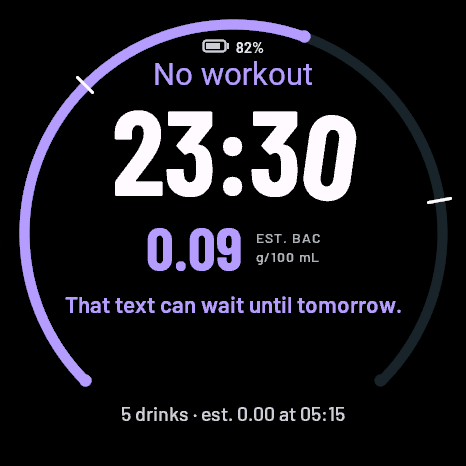 82%
No workout
23:30
0.09 EST. BAC
g/100 mL
That text can wait until tomorrow.
5 drinks · est. 0.00 at 05:15